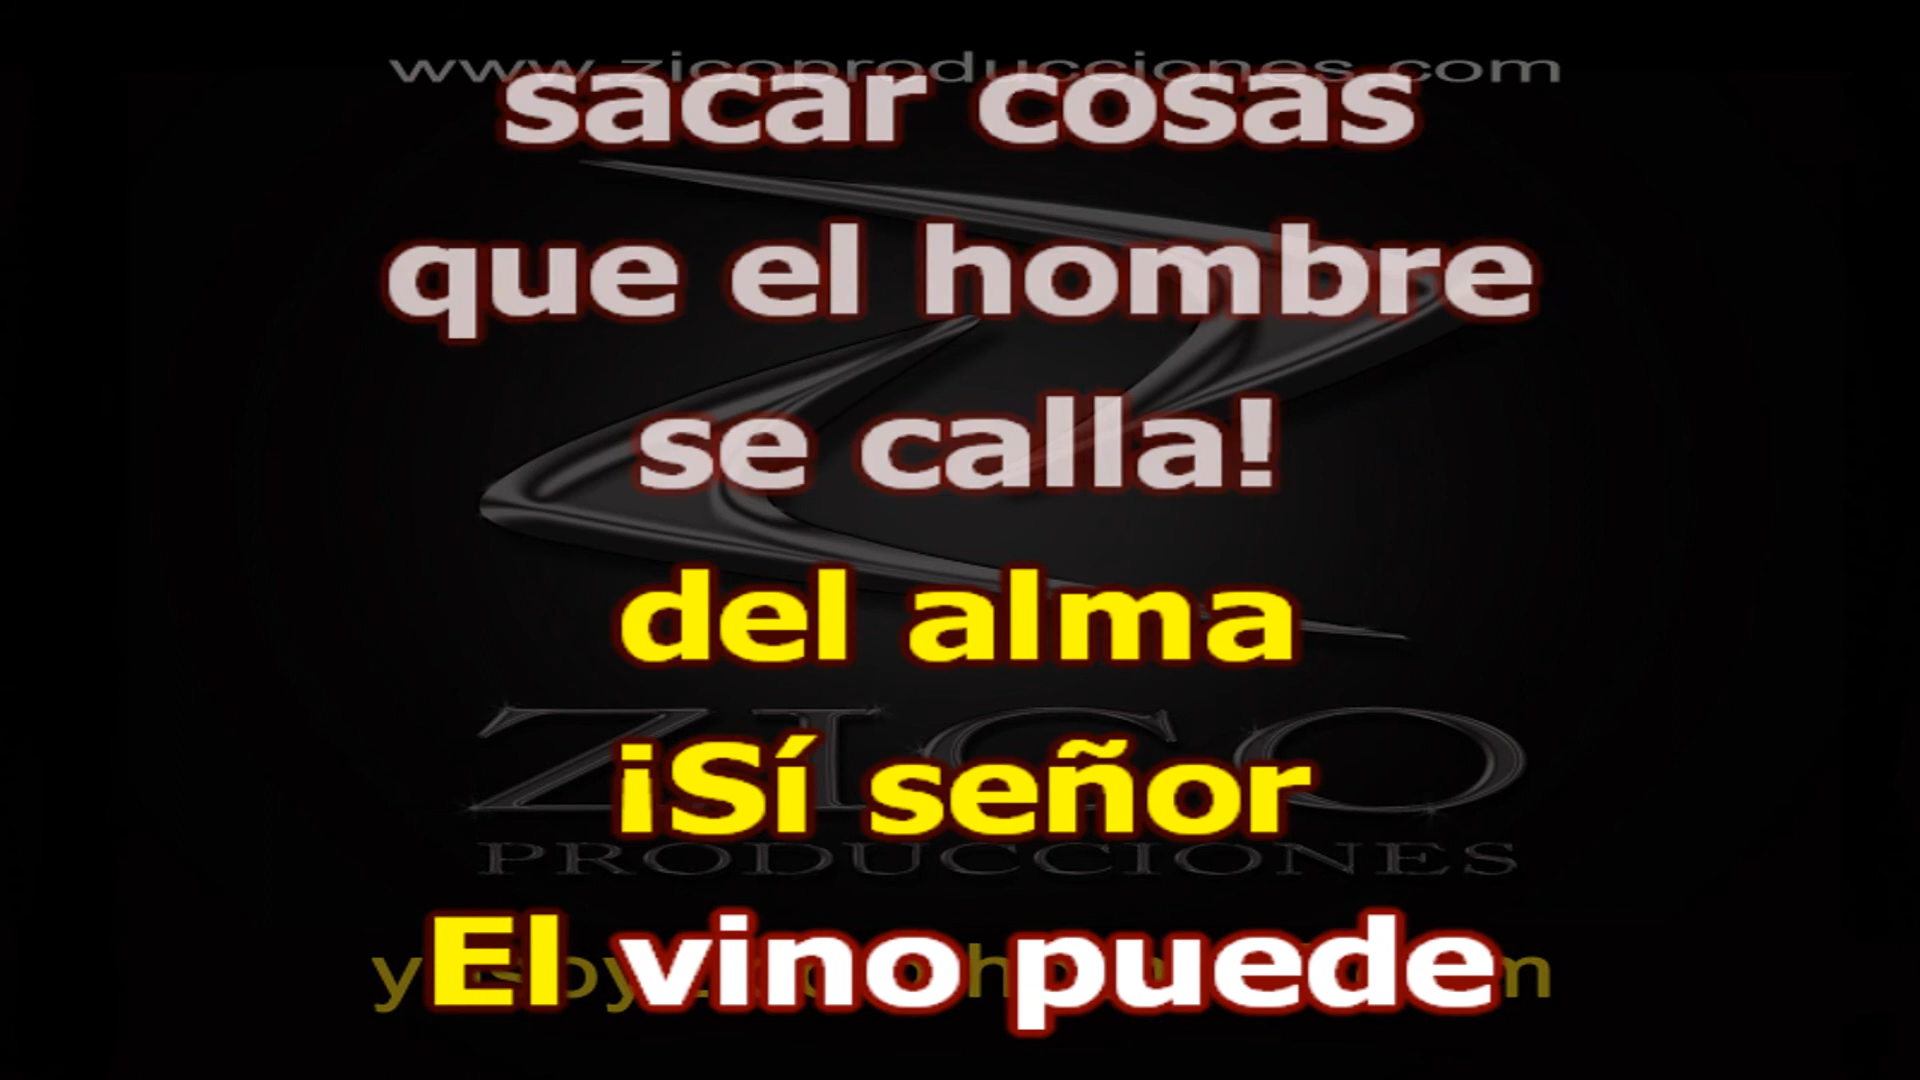 www.zicoproducciones.com
sacar cosas
que el hombre
se calla!
del alma
¡Sí señor
ZICO
PRODUCCIONES
El vino puede